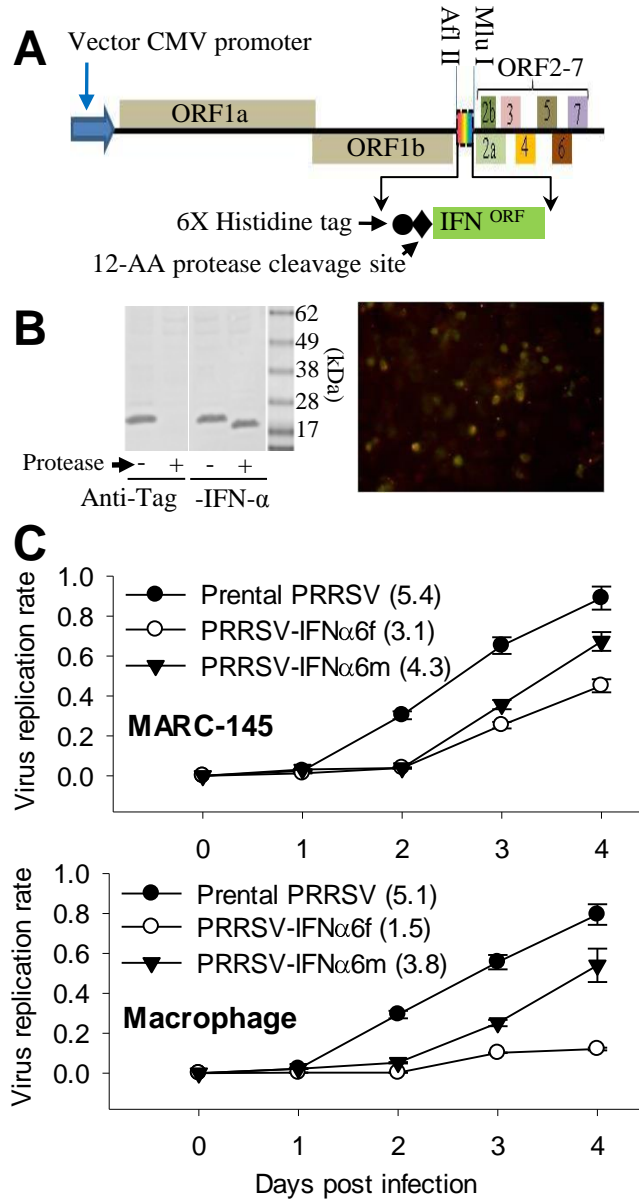 A
Vector CMV promoter
Afl II
Mlu I
ORF2-7
ORF1a
ORF1b
2b
3
5
7
2a
4
6
6X Histidine tag
IFN ORF
12-AA protease cleavage site
B
62
49
38
28
17
(kDa)
Protease - + - +
Anti-Tag -IFN-α
C
1.0
0.8
0.6
0.4
0.2
0.0
Virus replication rate
Prental PRRSV (5.4)
PRRSV-IFNα6f (3.1)
PRRSV-IFNα6m (4.3)
MARC-145
0 1 2 3 4
0.8
0.6
0.4
0.2
0.0
Virus replication rate
Prental PRRSV (5.1)
PRRSV-IFNα6f (1.5)
PRRSV-IFNα6m (3.8)
Macrophage
0 1 2 3 4
Days post infection